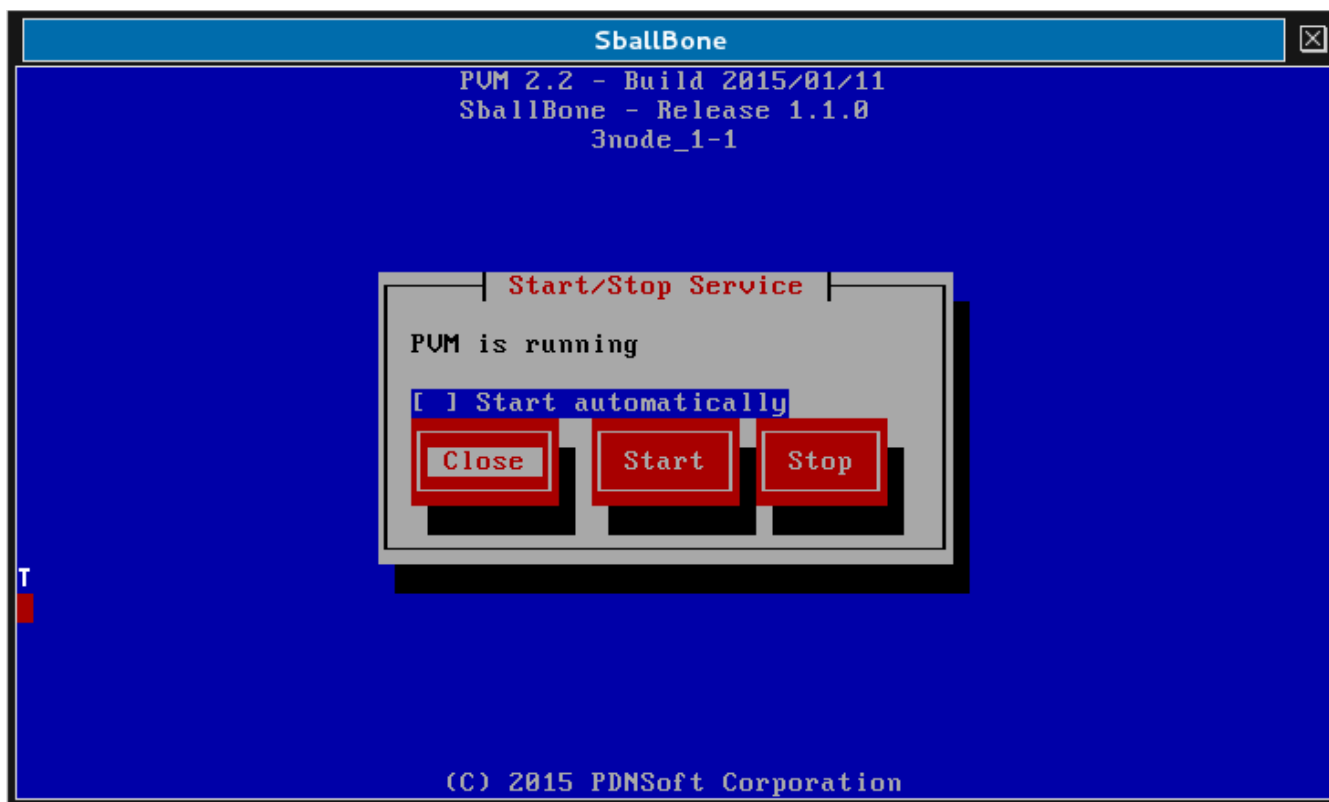 SballBone
PVM 2.2 - Build 2015/01/11
SballBone - Release 1.1.0
3node_1-1
Start/Stop Service
PVM is running
[ ] Start automatically
Close Start Stop
T
(C) 2015 PDNSoft Corporation